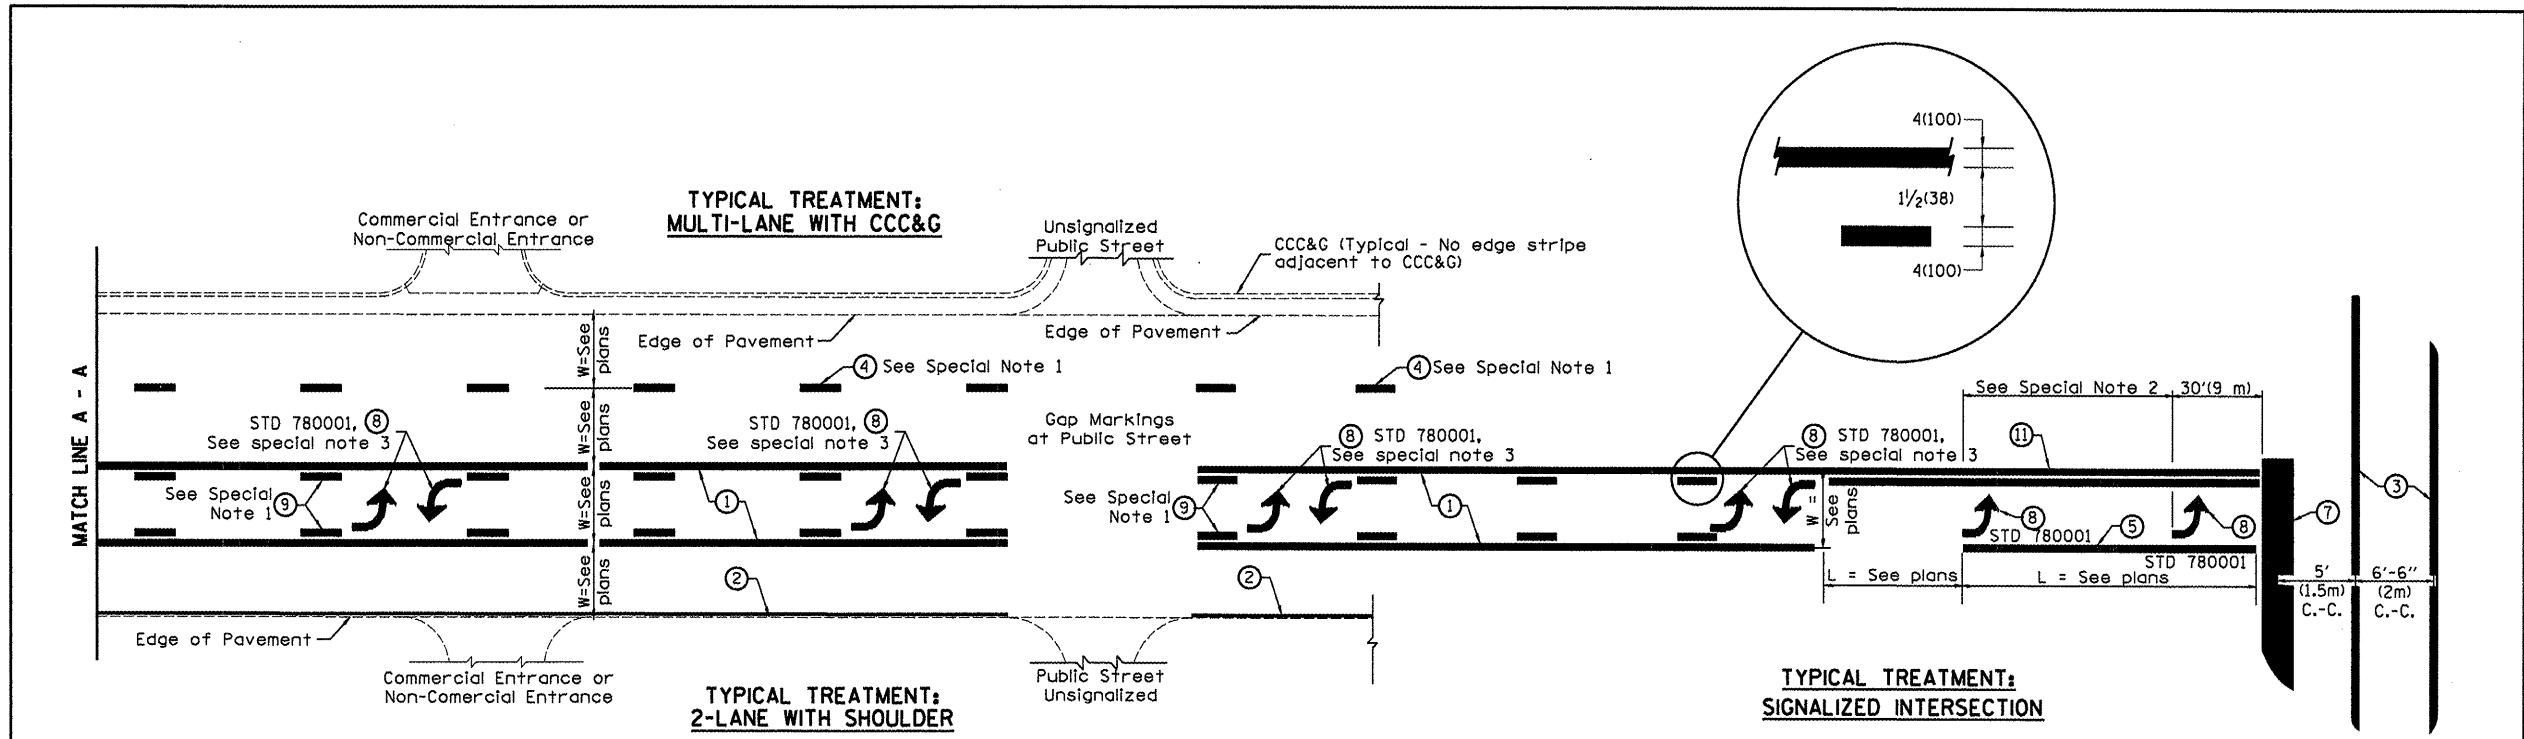 TYPICAL TREATMENT:
MULTI-LANE WITH CCC&G
Commercial Entrance or
Non-Commercial Entrance
Unsignalized
Public Street
CCC&G (Typical - No edge stripe
adjacent to CCC&G)
4(100)
1½(38)
4(100)
Edge of Pavement
Edge of Pavement
W=See
plans
MATCH LINE A - A
4 See Special Note 1
4 See Special Note 1
See Special Note 2
30'(9 m)
STD 780001, 8
See special note 3
W=See
plans
STD 780001, 8
See special note 3
Gap Markings
at Public Street
8 STD 780001,
See special note 3
8 STD 780001,
See special note 3
11
See Special
Note 1
9
W=See
plans
1
See Special
Note 1
9
1
W =
See
plans
8
STD 780001
5
8
STD 780001
7
3
W=See
plans
2
2
L = See plans
L = See plans
5'
(1.5m)
C.-C.
6'-6"
(2m)
C.-C.
Edge of Pavement
Commercial Entrance or
Non-Comercial Entrance
Public Street
Unsignalized
TYPICAL TREATMENT:
2-LANE WITH SHOULDER
TYPICAL TREATMENT:
SIGNALIZED INTERSECTION